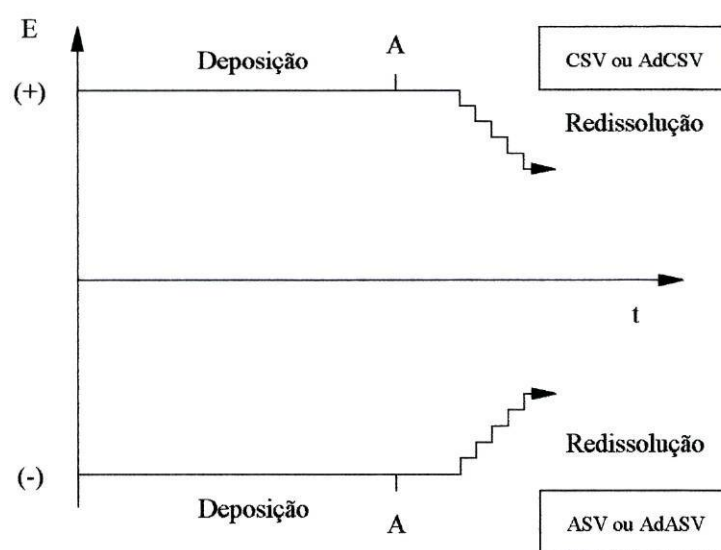 E
A
Deposição
CSV ou AdCSV
(+)
Redissolução
t
Redissolução
(-)
Deposição
A
ASV ou AdASV